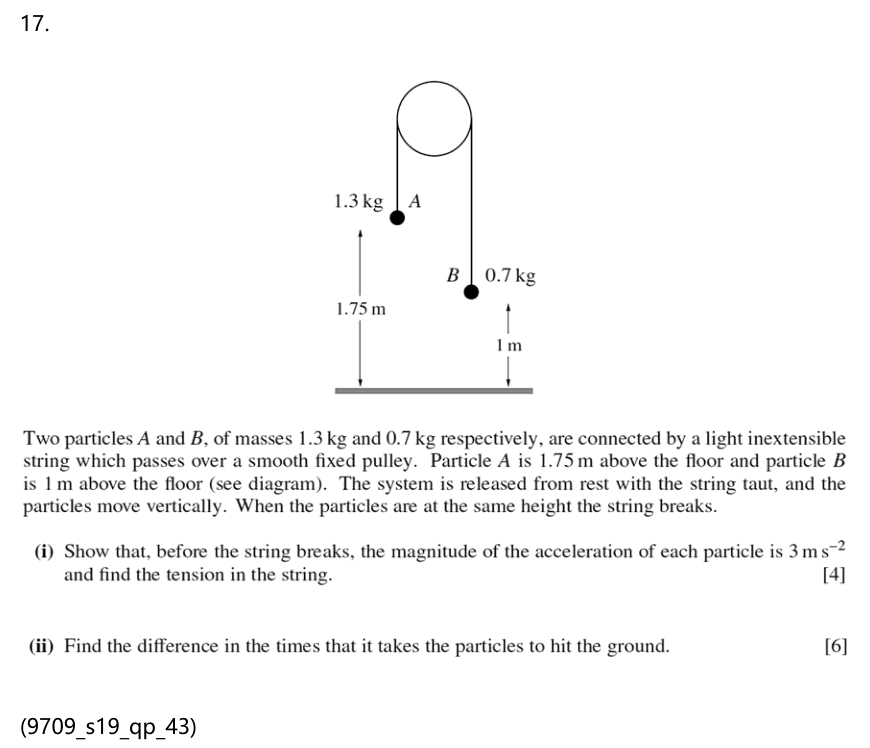 17.
1.3 kg A
B 0.7 kg
1.75 m
1 m
Two particles A and B, of masses 1.3 kg and 0.7 kg respectively, are connected by a light inextensible
string which passes over a smooth fixed pulley. Particle A is 1.75 m above the floor and particle B
is 1 m above the floor (see diagram). The system is released from rest with the string taut, and the
particles move vertically. When the particles are at the same height the string breaks.
(i) Show that, before the string breaks, the magnitude of the acceleration of each particle is 3 m s⁻²
and find the tension in the string. [4]
(ii) Find the difference in the times that it takes the particles to hit the ground. [6]
(9709_s19_qp_43)